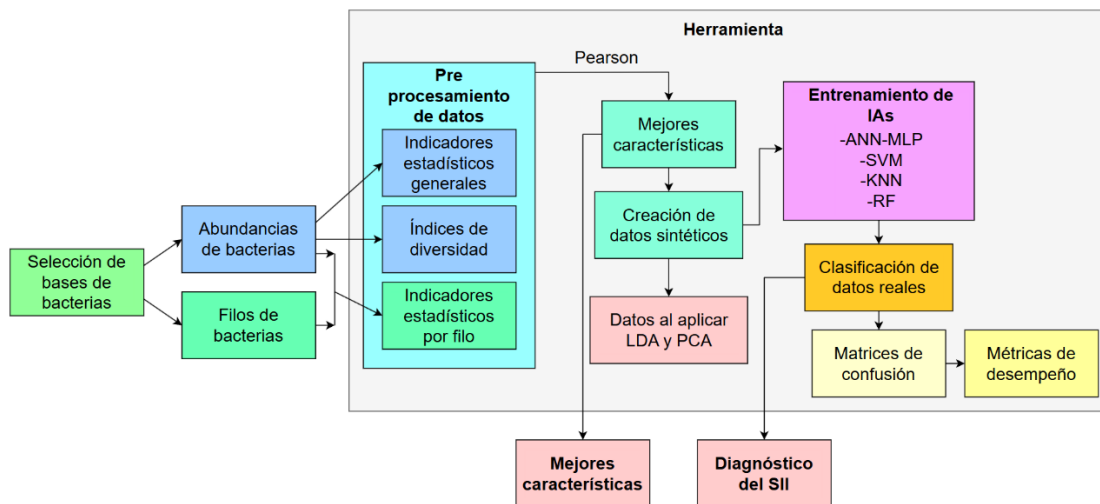 Herramienta
Pearson
Pre
procesamiento
de datos
Indicadores
estadísticos
generales
Índices de
diversidad
Indicadores
estadísticos
por filo
Abundancias
de bacterias
Selección de
bases de
bacterias
Filos de
bacterias
Mejores
características
Creación de
datos sintéticos
Datos al aplicar
LDA y PCA
Entrenamiento de
IAs
-ANN-MLP
-SVM
-KNN
-RF
Clasificación de
datos reales
Matrices de
confusión
Métricas de
desempeño
Mejores
características
Diagnóstico
del SII